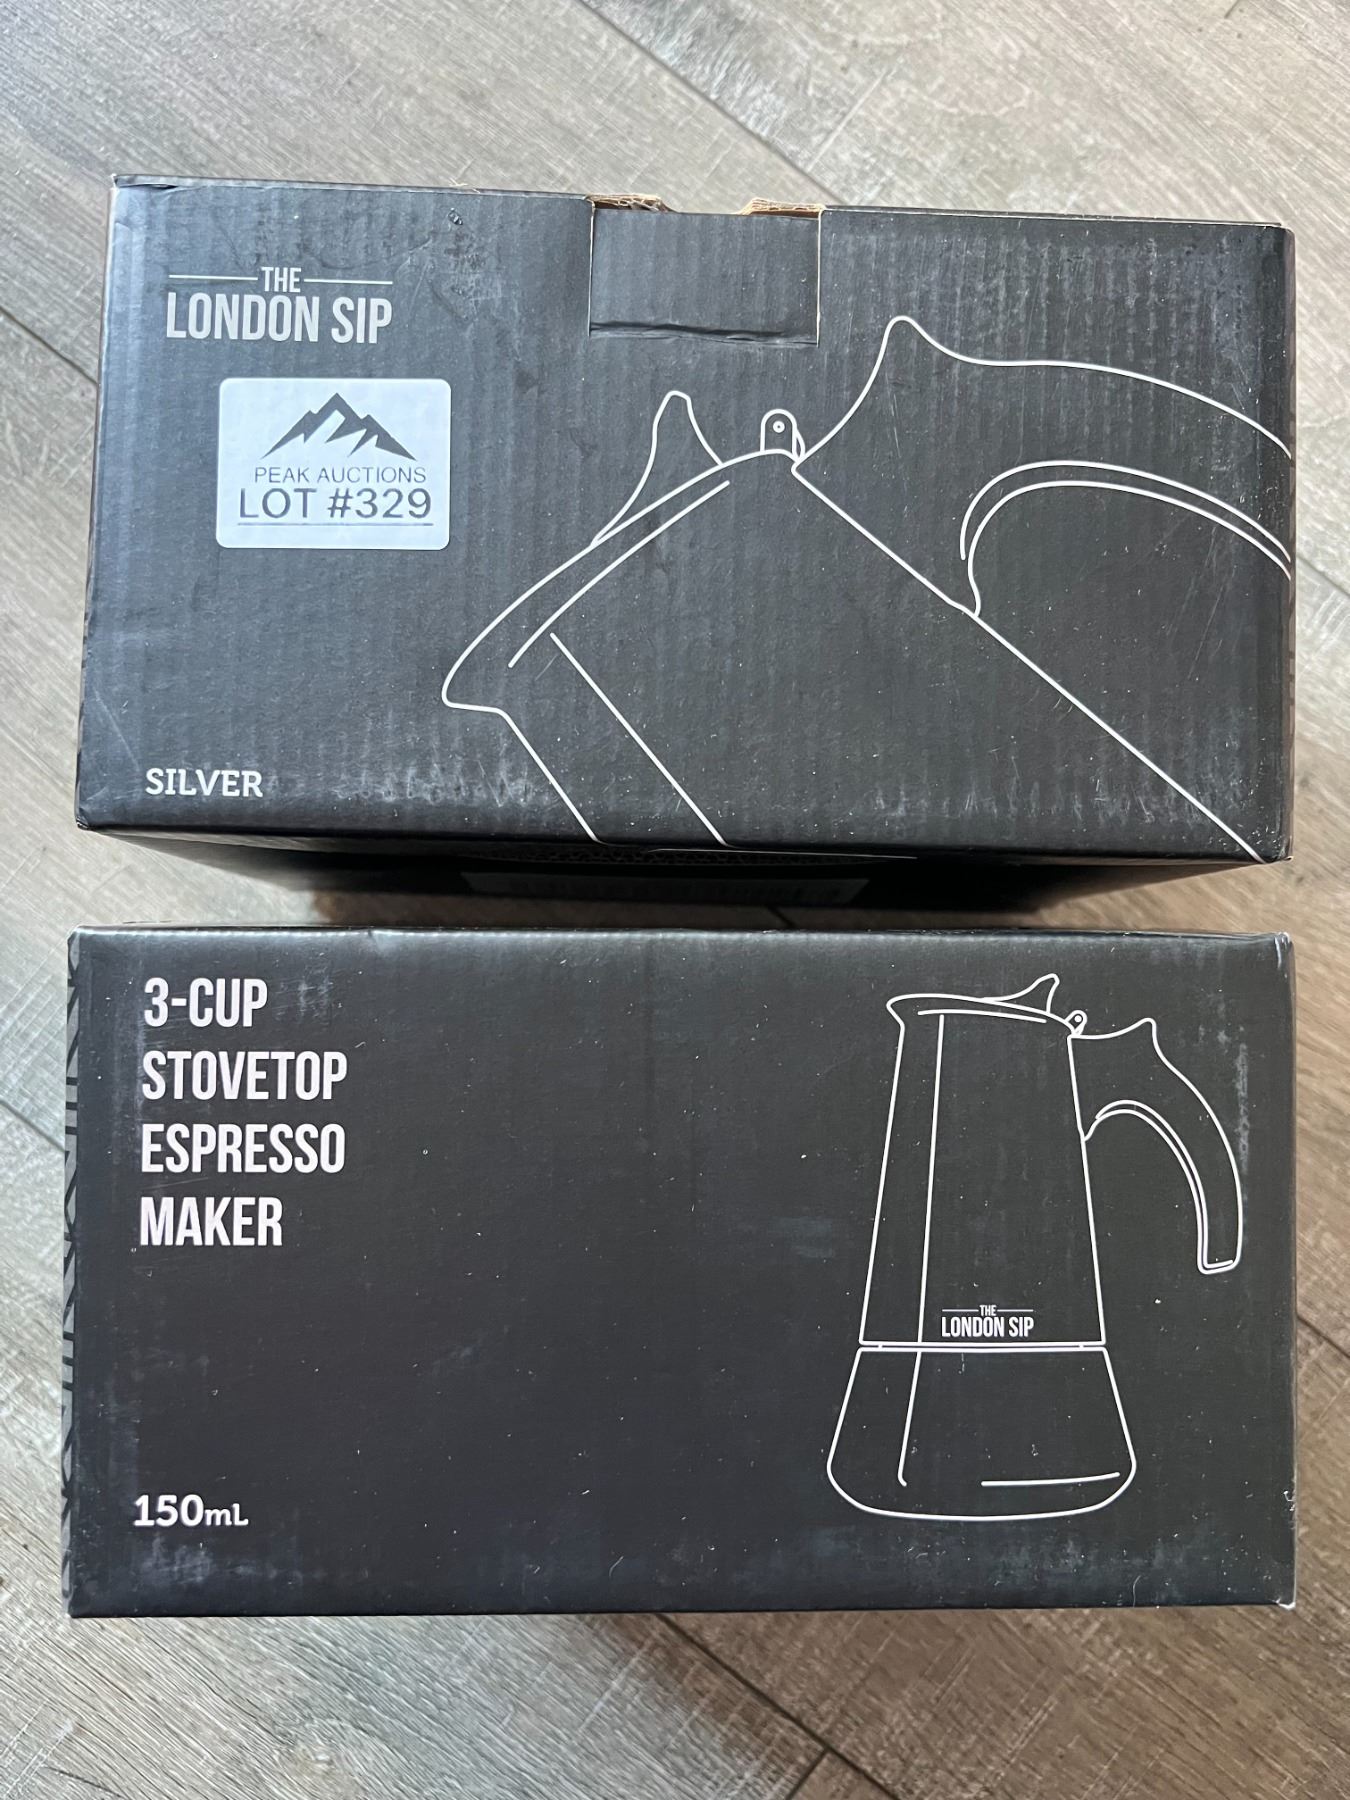 THE
LONDON SIP
PEAK AUCTIONS
LOT #329
SILVER
3-CUP
STOVETOP
ESPRESSO
MAKER
THE
LONDON SIP
150mL